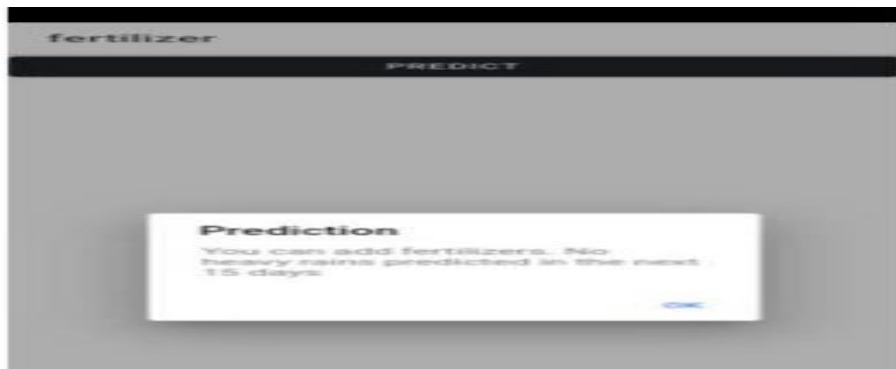 fertilizer
PREDICT
Prediction
You can add fertilizers. No
heavy rains predicted in the next
15 days
OK